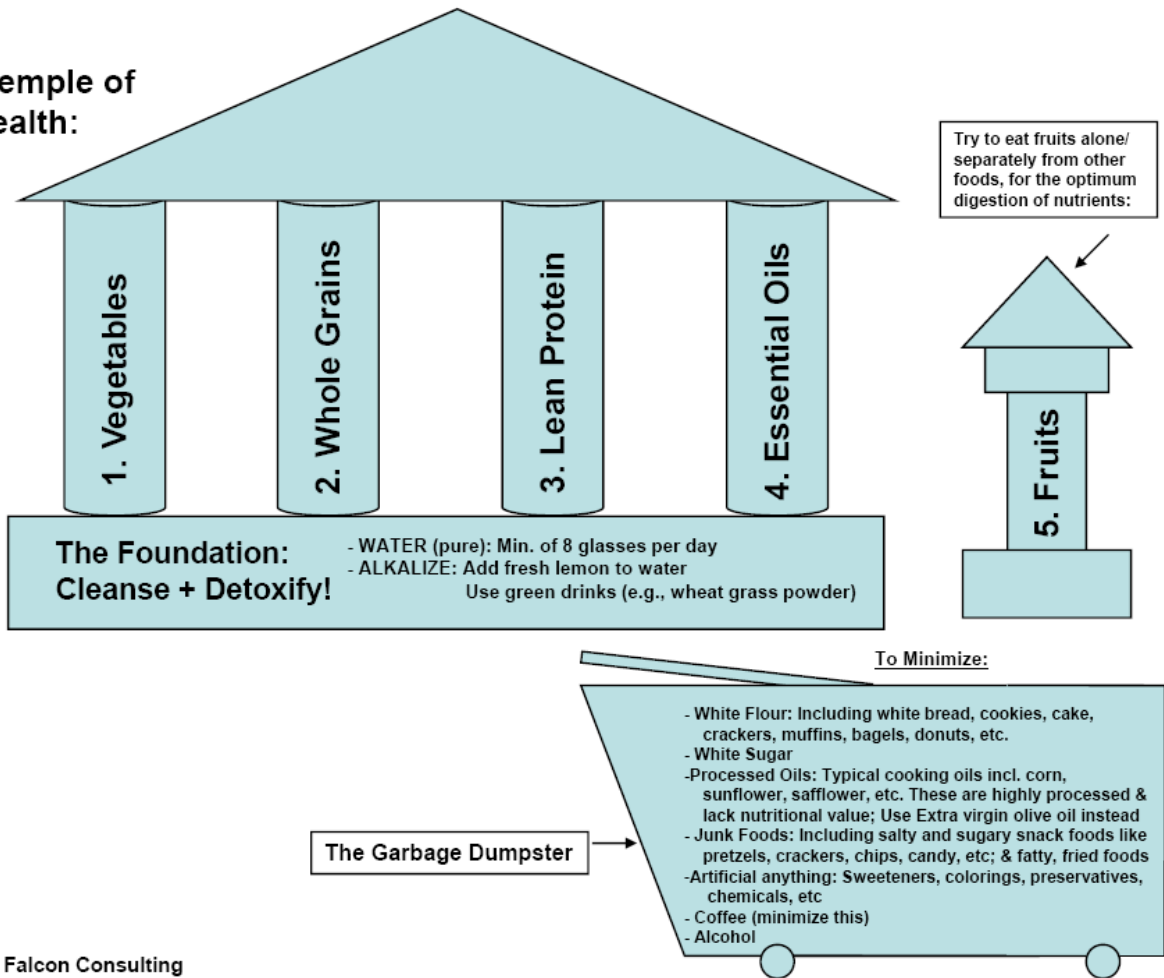 emple of
ealth:
Try to eat fruits alone/
separately from other
foods, for the optimum
digestion of nutrients:
1. Vegetables
2. Whole Grains
3. Lean Protein
4. Essential Oils
5. Fruits
The Foundation:
Cleanse + Detoxify!
- WATER (pure): Min. of 8 glasses per day
- ALKALIZE: Add fresh lemon to water
Use green drinks (e.g., wheat grass powder)
To Minimize:
- White Flour: Including white bread, cookies, cake,
crackers, muffins, bagels, donuts, etc.
- White Sugar
-Processed Oils: Typical cooking oils incl. corn,
sunflower, safflower, etc. These are highly processed &
lack nutritional value; Use Extra virgin olive oil instead
- Junk Foods: Including salty and sugary snack foods like
pretzels, crackers, chips, candy, etc; & fatty, fried foods
-Artificial anything: Sweeteners, colorings, preservatives,
chemicals, etc
- Coffee (minimize this)
- Alcohol
The Garbage Dumpster
Falcon Consulting